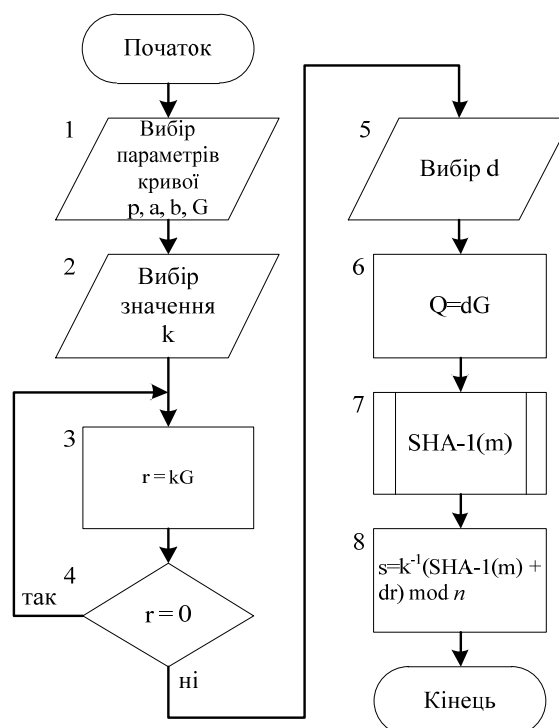 Початок
1
Вибір
параметрів
кривої
p, a, b, G
2
Вибір
значення
k
3
r = kG
4
так
r = 0
ні
5
Вибір d
6
Q=dG
7
SHA-1(m)
8
s=k⁻¹(SHA-1(m) +
dr) mod n
Кінець